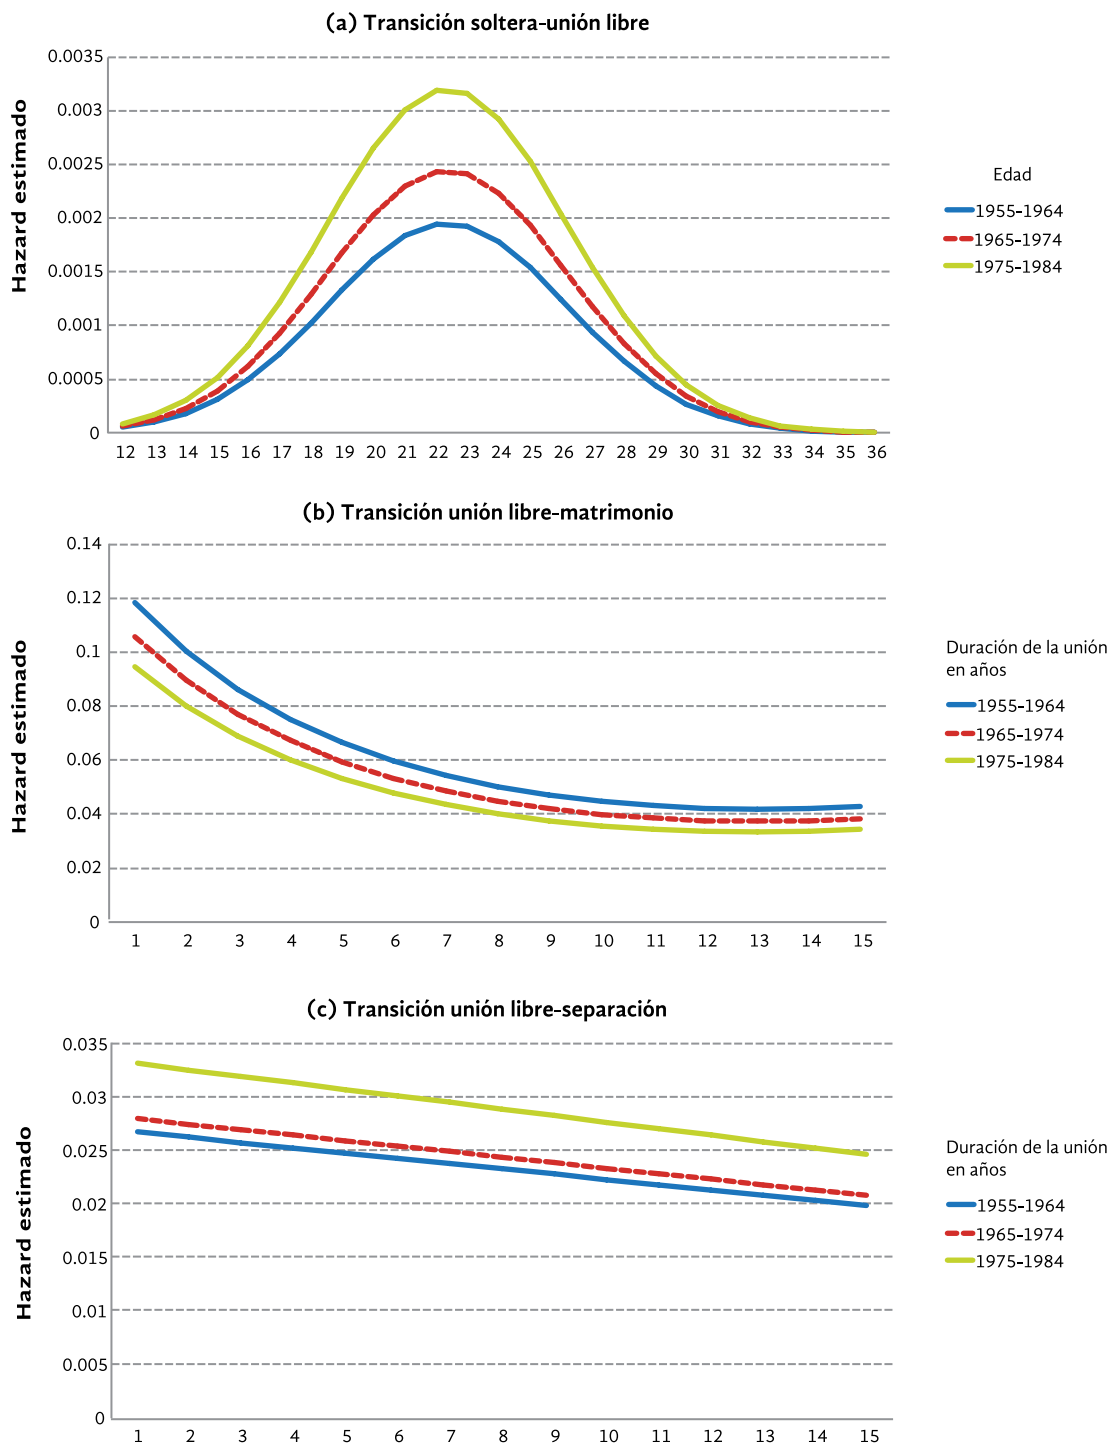 (a) Transición soltera-unión libre
Hazard estimado
0.0035
0.003
0.0025
0.002
0.0015
0.001
0.0005
0
12 13 14 15 16 17 18 19 20 21 22 23 24 25 26 27 28 29 30 31 32 33 34 35 36
Edad
1955-1964
1965-1974
1975-1984
(b) Transición unión libre-matrimonio
Hazard estimado
0.14
0.12
0.1
0.08
0.06
0.04
0.02
0
1 2 3 4 5 6 7 8 9 10 11 12 13 14 15
Duración de la unión
en años
1955-1964
1965-1974
1975-1984
(c) Transición unión libre-separación
Hazard estimado
0.035
0.03
0.025
0.02
0.015
0.01
0.005
0
1 2 3 4 5 6 7 8 9 10 11 12 13 14 15
Duración de la unión
en años
1955-1964
1965-1974
1975-1984